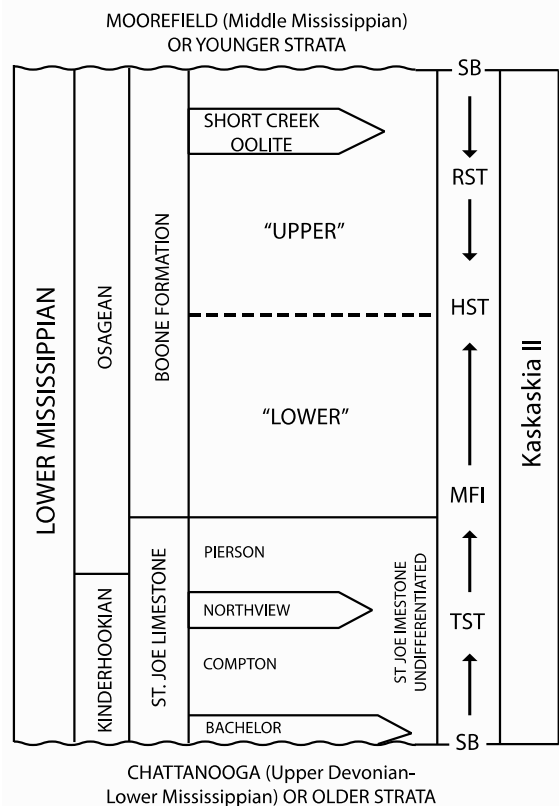 MOOREFIELD (Middle Mississippian)
OR YOUNGER STRATA
LOWER MISSISSIPPIAN
OSAGEAN
KINDERHOOKIAN
BOONE FORMATION
ST. JOE LIMESTONE
SHORT CREEK
OOLITE
“UPPER”
“LOWER”
PIERSON
NORTHVIEW
COMPTON
BACHELOR
ST JOE IMESTONE
UNDIFFERENTIATED
SB
RST
HST
MFI
TST
SB
Kaskaskia II
CHATTANOOGA (Upper Devonian-
Lower Mississippian) OR OLDER STRATA